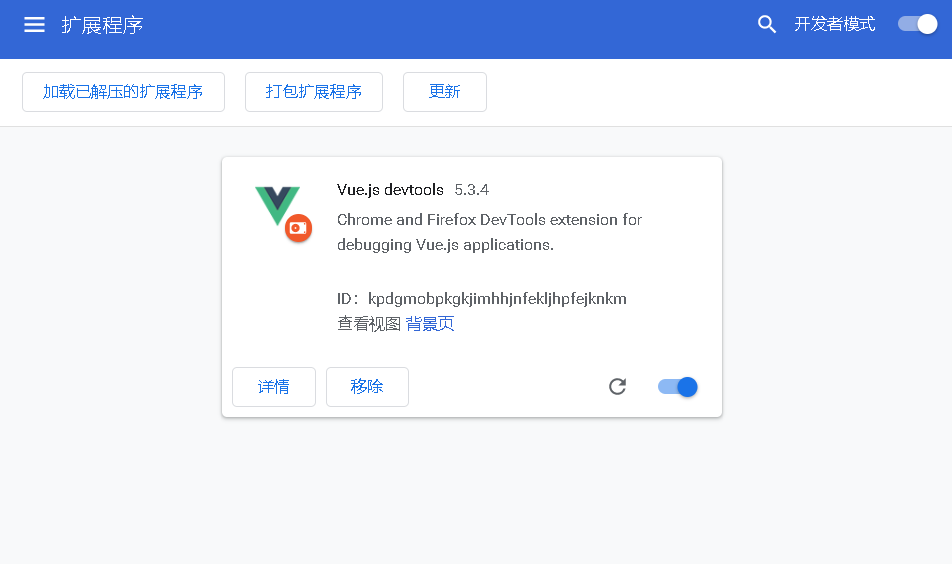 扩展程序
开发者模式
加载已解压的扩展程序
打包扩展程序
更新
Vue.js devtools 5.3.4
Chrome and Firefox DevTools extension for
debugging Vue.js applications.
ID：kpdgmobpkgkjimhhjnfekljhpfejknkm
查看视图 背景页
详情
移除